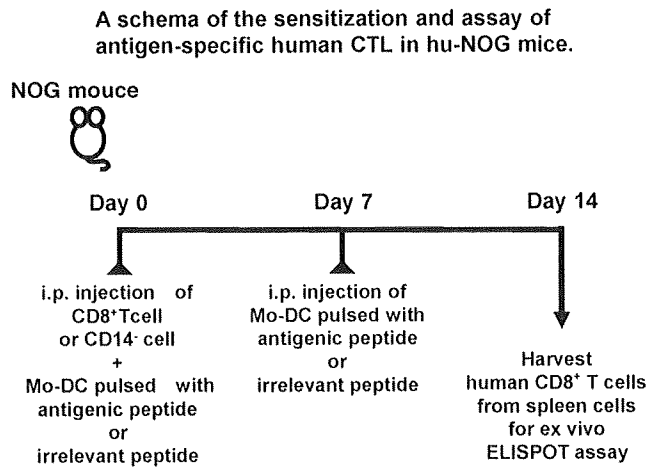 A schema of the sensitization and assay of
antigen-specific human CTL in hu-NOG mice.
NOG mouce
Day 0
Day 7
Day 14
i.p. injection of
CD8⁺Tcell
or CD14⁻ cell
+
Mo-DC pulsed with
antigenic peptide
or
irrelevant peptide
i.p. injection of
Mo-DC pulsed with
antigenic peptide
or
irrelevant peptide
Harvest
human CD8⁺ T cells
from spleen cells
for ex vivo
ELISPOT assay